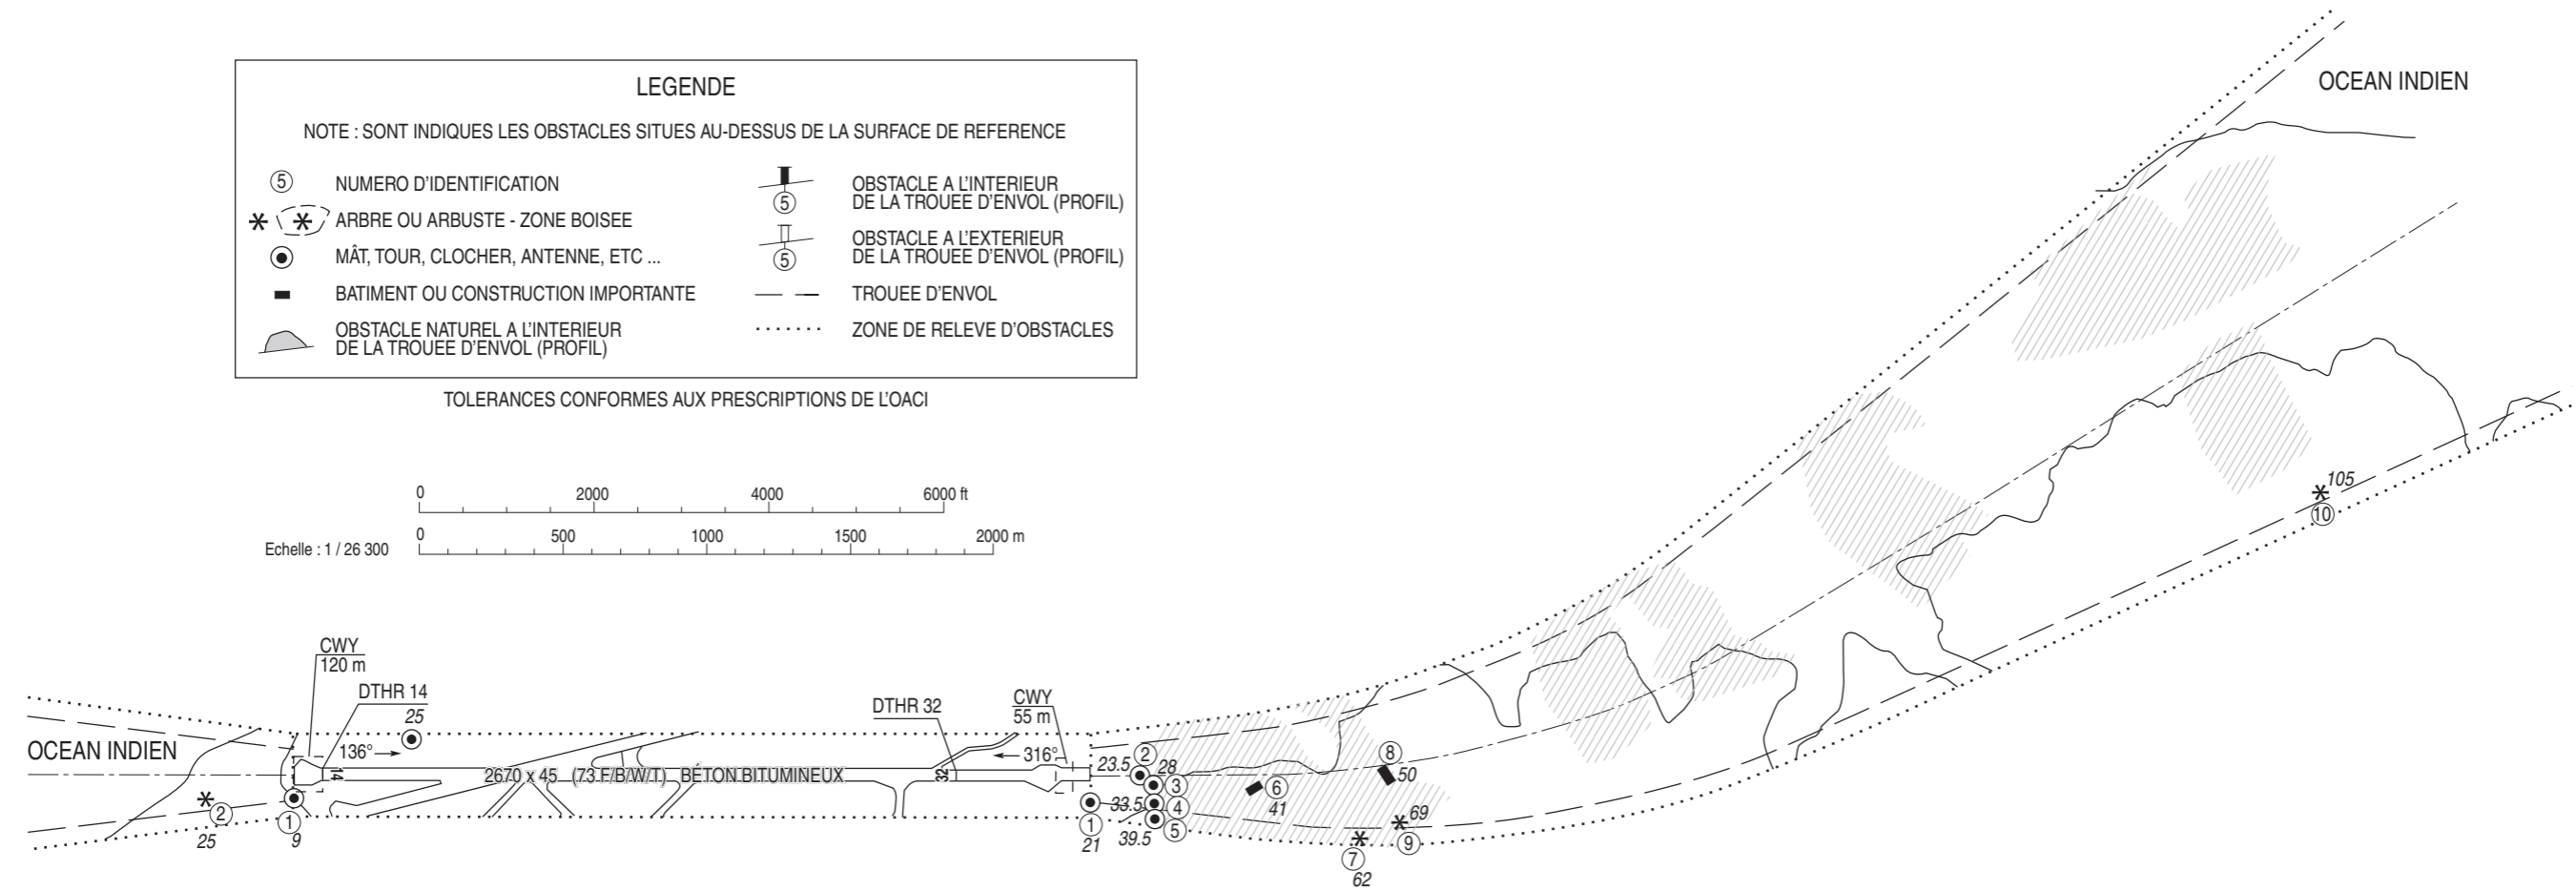 LEGENDE
NOTE : SONT INDIQUES LES OBSTACLES SITUES AU-DESSUS DE LA SURFACE DE REFERENCE
5 NUMERO D'IDENTIFICATION
ARBRE OU ARBUSTE - ZONE BOISEE
MÂT, TOUR, CLOCHER, ANTENNE, ETC ...
BATIMENT OU CONSTRUCTION IMPORTANTE
OBSTACLE NATUREL A L'INTERIEUR
DE LA TROUEE D'ENVOL (PROFIL)
OBSTACLE A L'INTERIEUR
5 DE LA TROUEE D'ENVOL (PROFIL)
OBSTACLE A L'EXTERIEUR
5 DE LA TROUEE D'ENVOL (PROFIL)
TROUEE D'ENVOL
ZONE DE RELEVE D'OBSTACLES
TOLERANCES CONFORMES AUX PRESCRIPTIONS DE L'OACI
OCEAN INDIEN
0 2000 4000 6000 ft
0 500 1000 1500 2000 m
Echelle : 1 / 26 300
105
10
CWY
120 m
DTHR 14
25
136°
OCEAN INDIEN
14
2670 x 45 (73 F/B/W/T) BÉTON BITUMINEUX
32
DTHR 32
CWY
55 m
316°
2
25
1
9
1
21
2
23.5
28
3
33.5
4
39.5
5
6
41
8
50
69
9
7
62